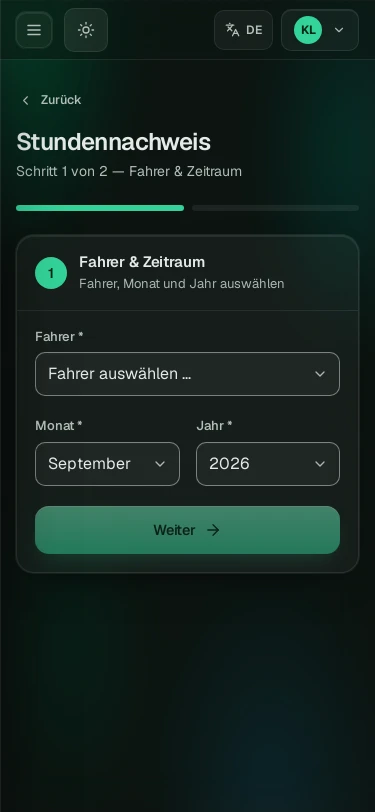 DE
KL
Zurück
Stundennachweis
Schritt 1 von 2 — Fahrer & Zeitraum
1
Fahrer & Zeitraum
Fahrer, Monat und Jahr auswählen
Fahrer *
Fahrer auswählen ...
Monat *
Jahr *
September
2026
Weiter